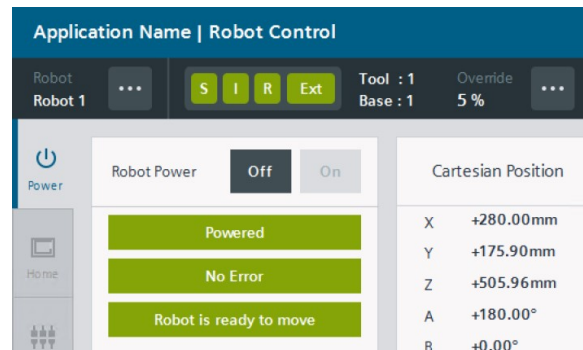 Application Name | Robot Control
Robot
Robot 1
...
S I R Ext
Tool : 1
Base : 1
Override
5 %
...
Power
Home
Robot Power Off On
Powered
No Error
Robot is ready to move
Cartesian Position
X +280.00mm
Y +175.90mm
Z +505.96mm
A +180.00°
B +0.00°